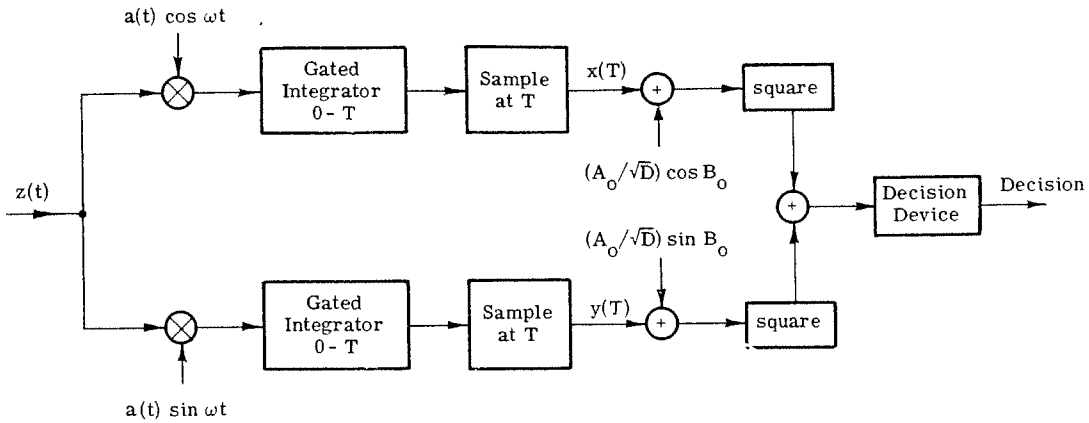 a(t) cos ωt
Gated
Integrator
0 - T
Sample
at T
x(T)
+
square
(A₀/√D) cos B₀
z(t)
+
Decision
Device
Decision
(A₀/√D) sin B₀
Gated
Integrator
0 - T
Sample
at T
y(T)
+
square
a(t) sin ωt